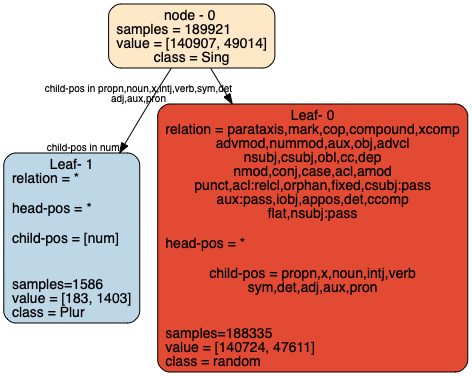 node - 0
samples = 189921
value = [140907, 49014]
class = Sing
child-pos in propn,noun,x,intj,verb,sym,det
adj,aux,pron
child-pos in num
Leaf- 1
relation = *
head-pos = *
child-pos = [num]
samples=1586
value = [183, 1403]
class = Plur
Leaf- 0
relation = parataxis,mark,cop,compound,xcomp
advmod,nummod,aux,obj,advcl
nsubj,csubj,obl,cc,dep
nmod,conj,case,acl,amod
punct,acl:relcl,orphan,fixed,csubj:pass
aux:pass,iobj,appos,det,ccomp
flat,nsubj:pass
head-pos = *
child-pos = propn,x,noun,intj,verb
sym,det,adj,aux,pron
samples=188335
value = [140724, 47611]
class = random